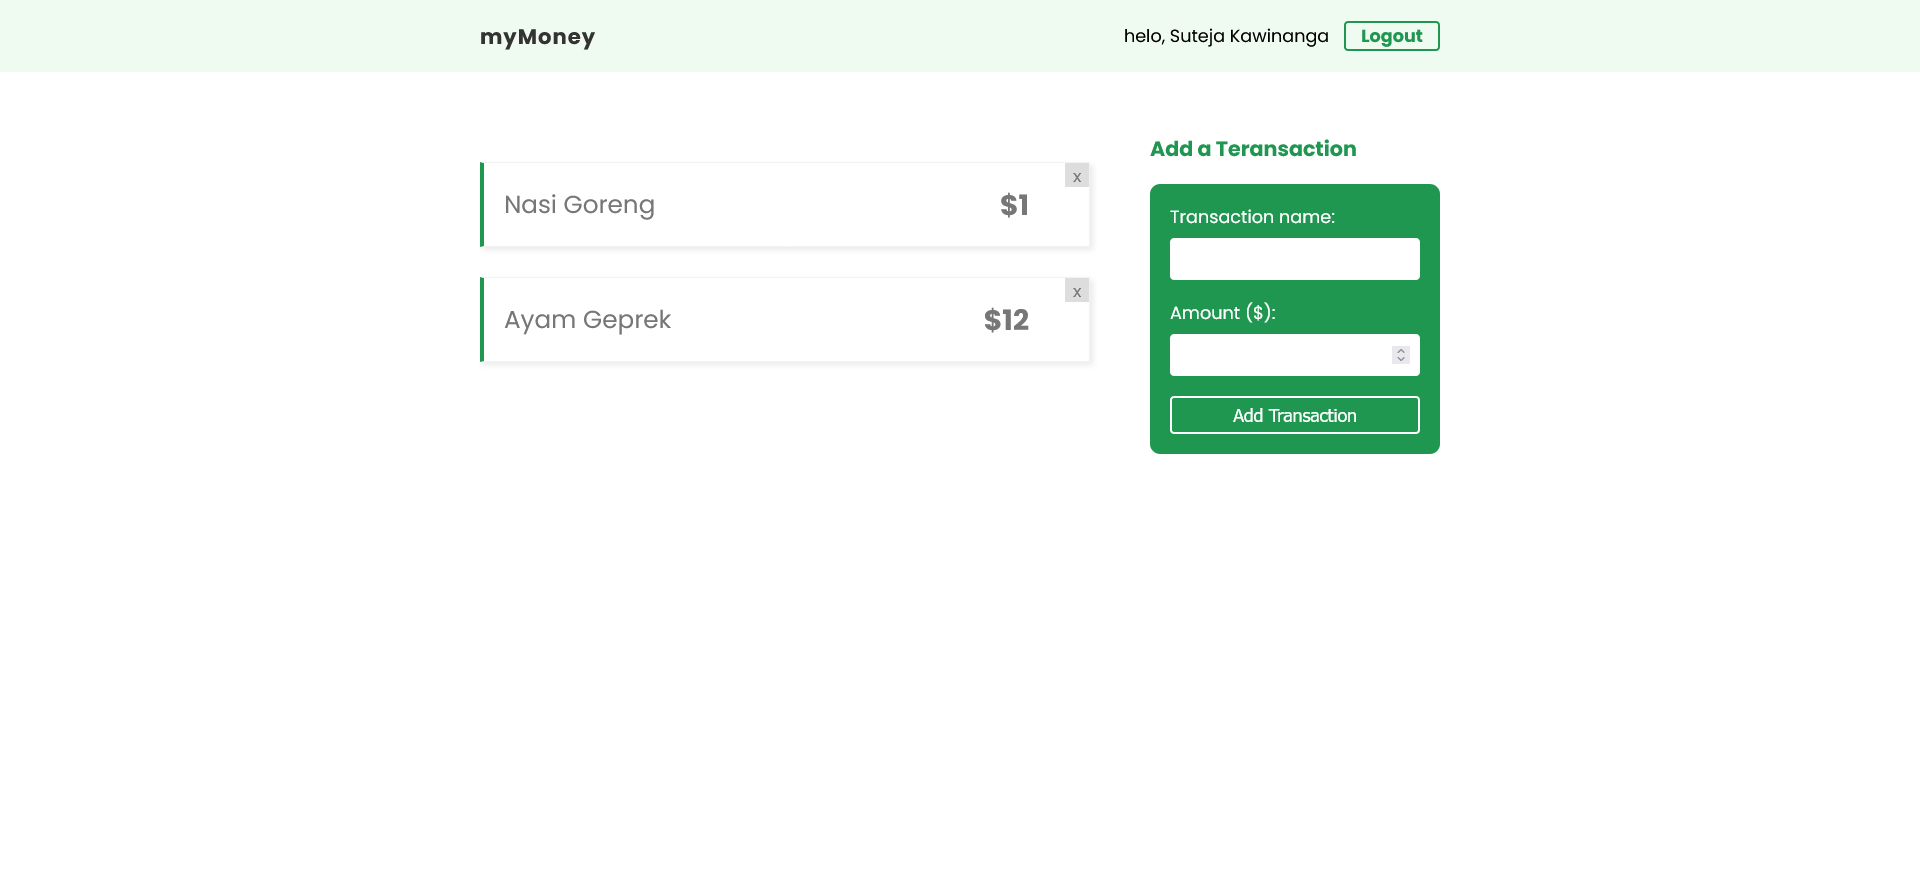 myMoney
helo, Suteja Kawinanga
Logout
x
Nasi Goreng
$1
x
Ayam Geprek
$12
Add a Teransaction
Transaction name:
Amount ($):
Add Transaction